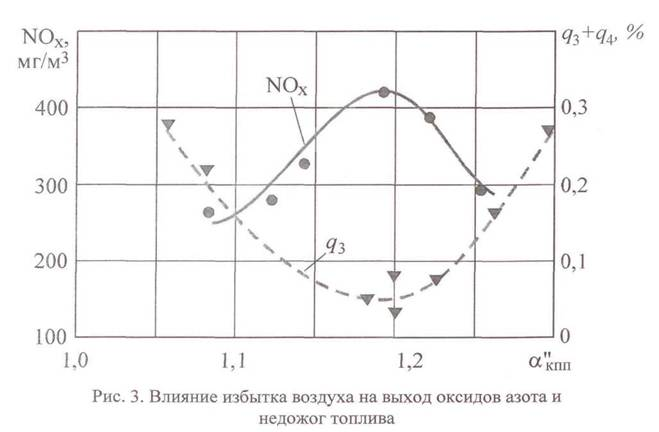 NOₓ,
мг/м³
q₃+q₄, %
NOₓ
400
0,3
300
0,2
q₃
200
0,1
100
0
1,0
1,1
1,2
α"кпп
Рис. 3. Влияние избытка воздуха на выход оксидов азота и
недожог топлива